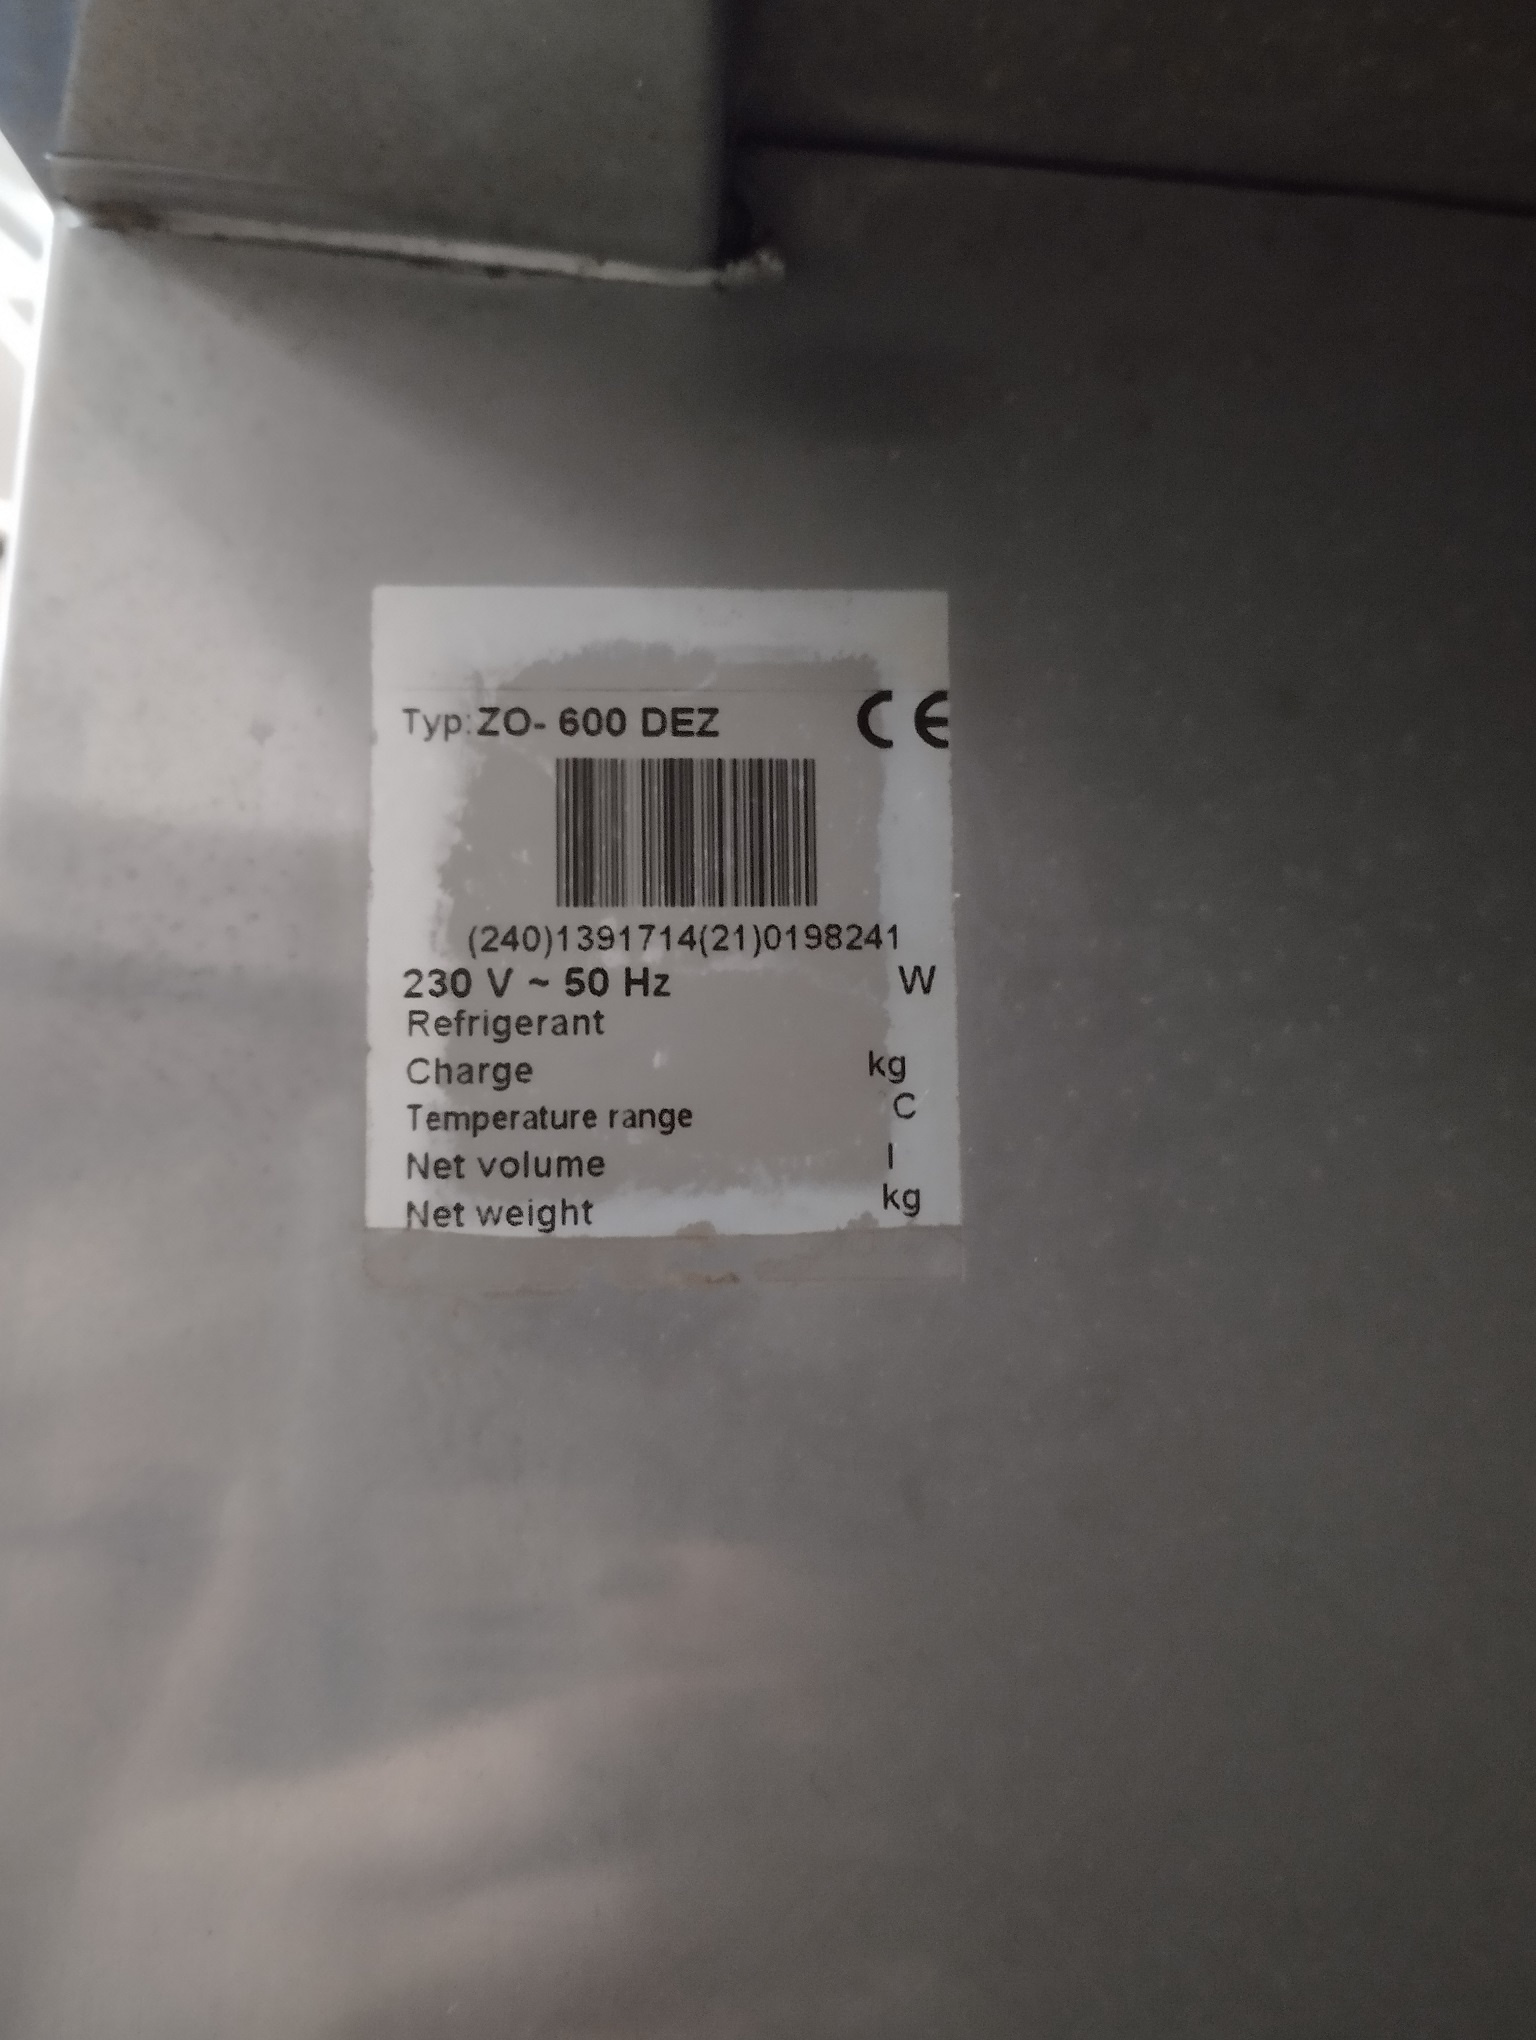 Typ: ZO- 600 DEZ CE
(240)1391714(21)0198241
230 V ~ 50 Hz W
Refrigerant
Charge kg
Temperature range C
Net volume l
Net weight kg